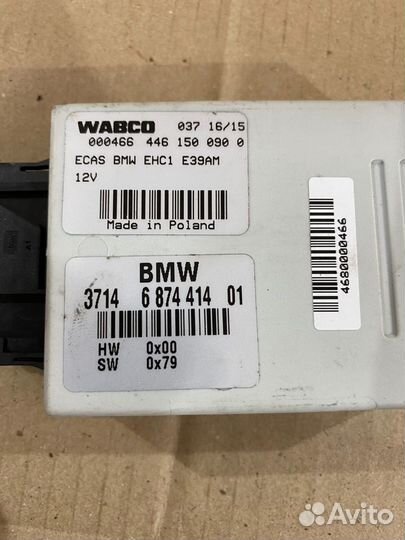 WABCO 037 16/15
000466 446 150 090 0
ECAS BMW EHC1 E39AM
12V
Made in Poland
BMW
3714 6 874 414 01
HW 0x00
SW 0x79
4680000466
A1
Avito